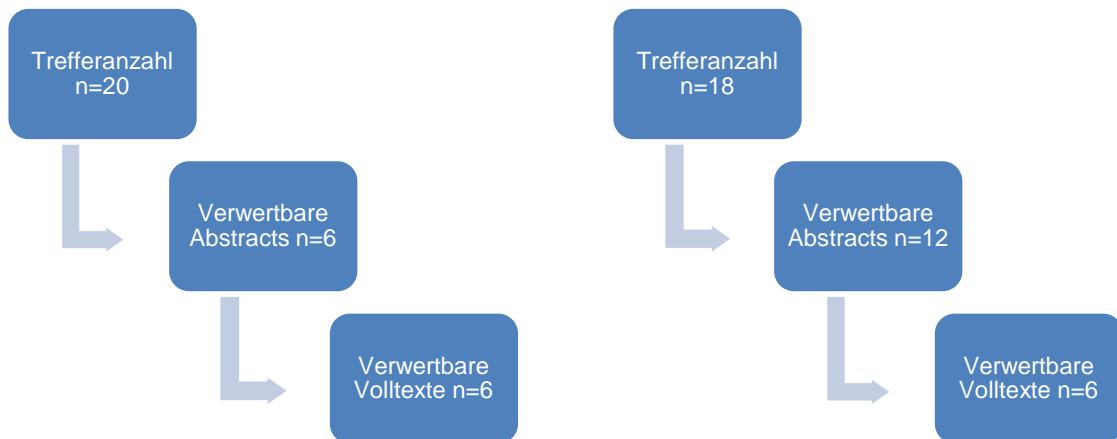 Trefferanzahl
n=20
Verwertbare
Abstracts n=6
Verwertbare
Volltexte n=6
Trefferanzahl
n=18
Verwertbare
Abstracts n=12
Verwertbare
Volltexte n=6